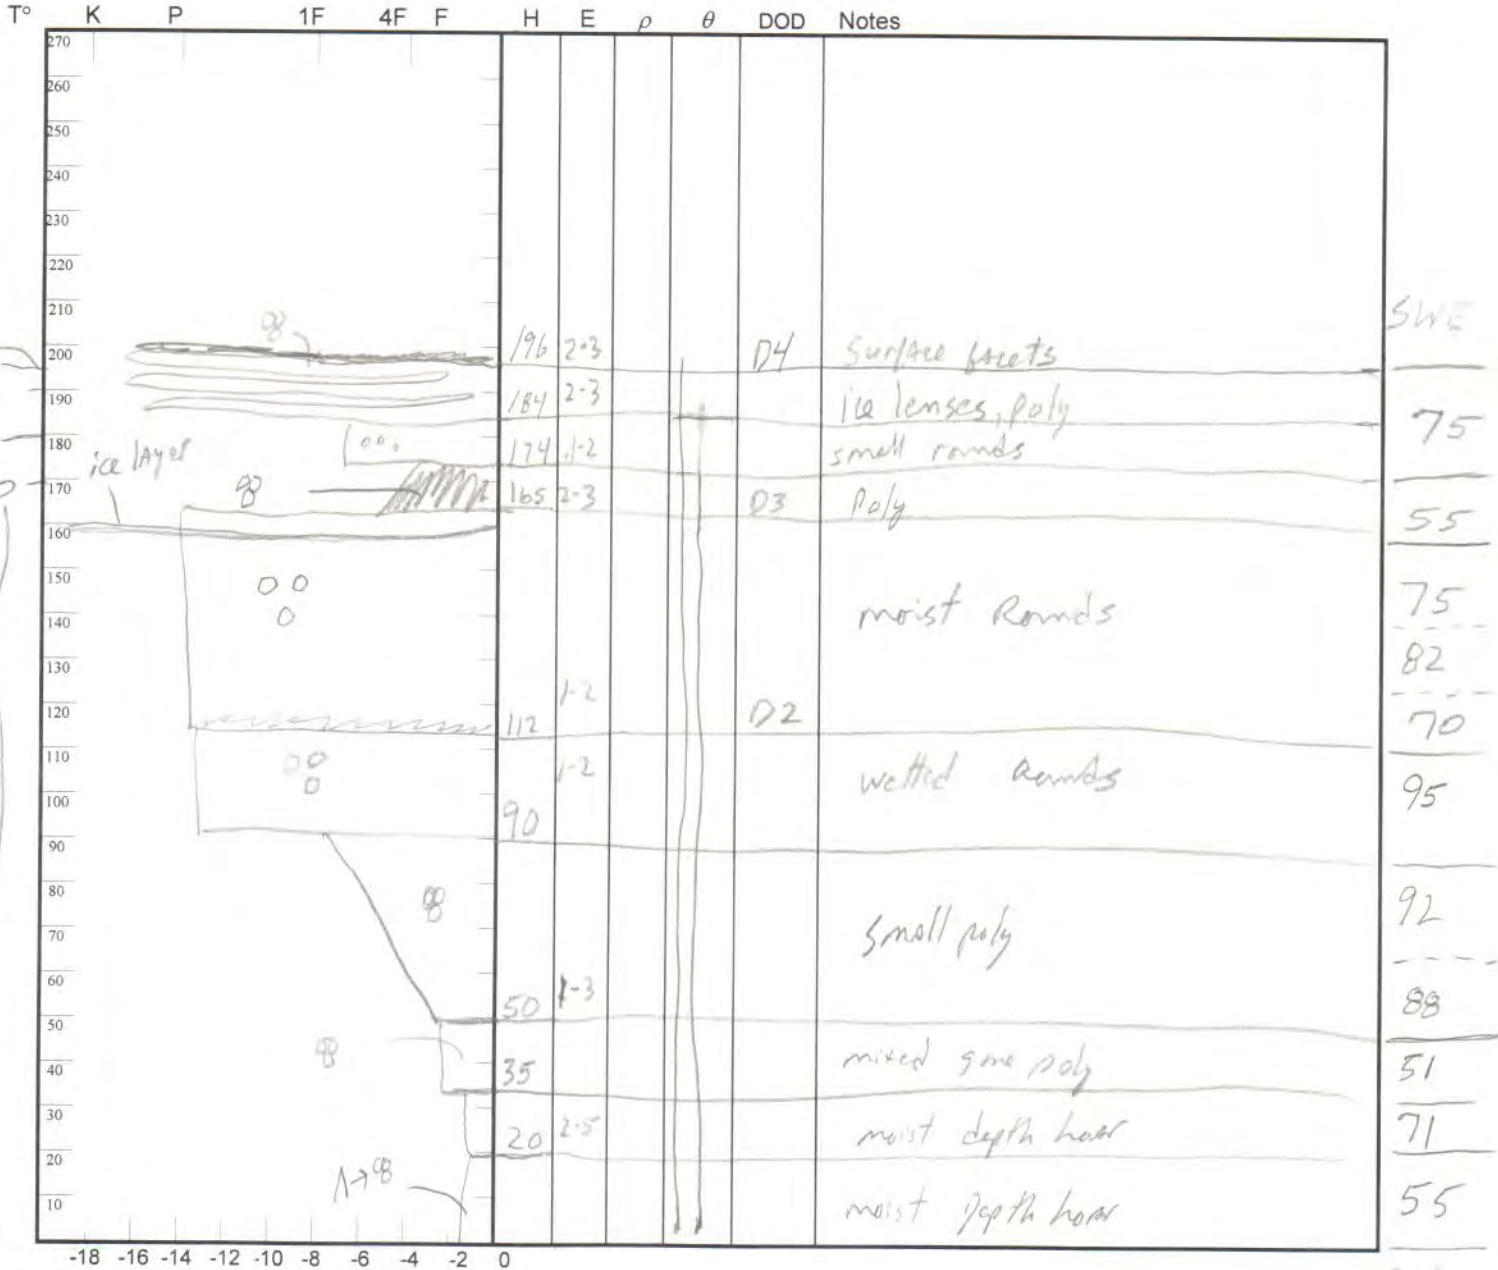 T° K P 1F 4F F H E ρ θ DOD Notes
270
260
250
240
230
220
210 SWE
200 196 2-3 D4 Surface facets
190 184 2-3 ice lenses, poly 75
180 174 1-2 small rounds
ice layer
170 165 2-3 D3 Poly 55
160
150 moist Rounds 75
140
130 82
120 1-2
112 D2 70
110 1-2 wetted Rounds
100 95
90
90
80 92
70 small poly
60 1-3
50 88
50
40 mixed poly 51
35
30 2-5 moist depth hoar 71
20
20
10 moist Depth hoar 55
-18 -16 -14 -12 -10 -8 -6 -4 -2 0